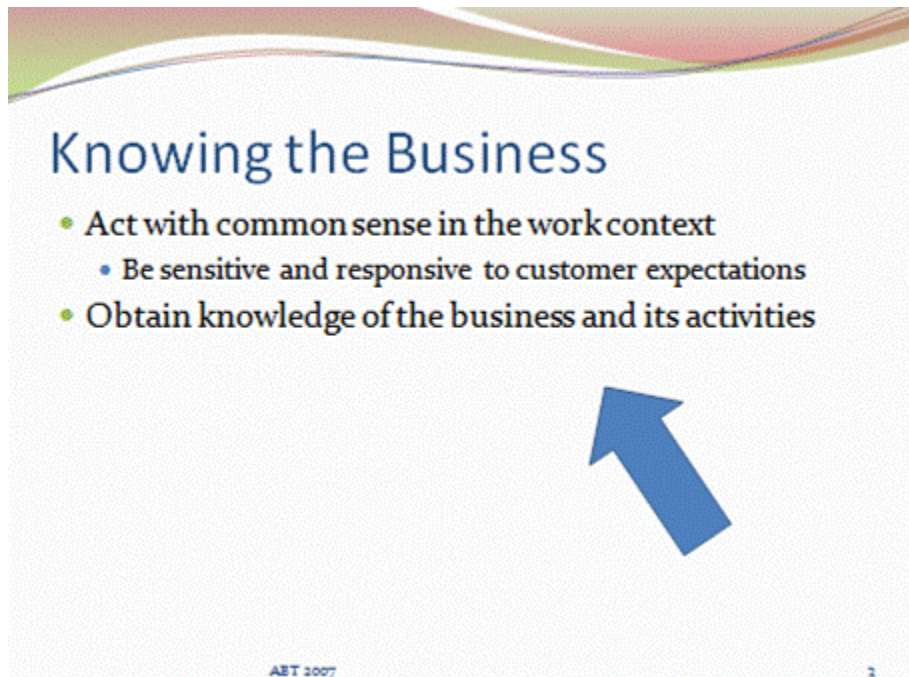 Knowing the Business
Act with common sense in the work context
Be sensitive and responsive to customer expectations
Obtain knowledge of the business and its activities
ABT 2007
2